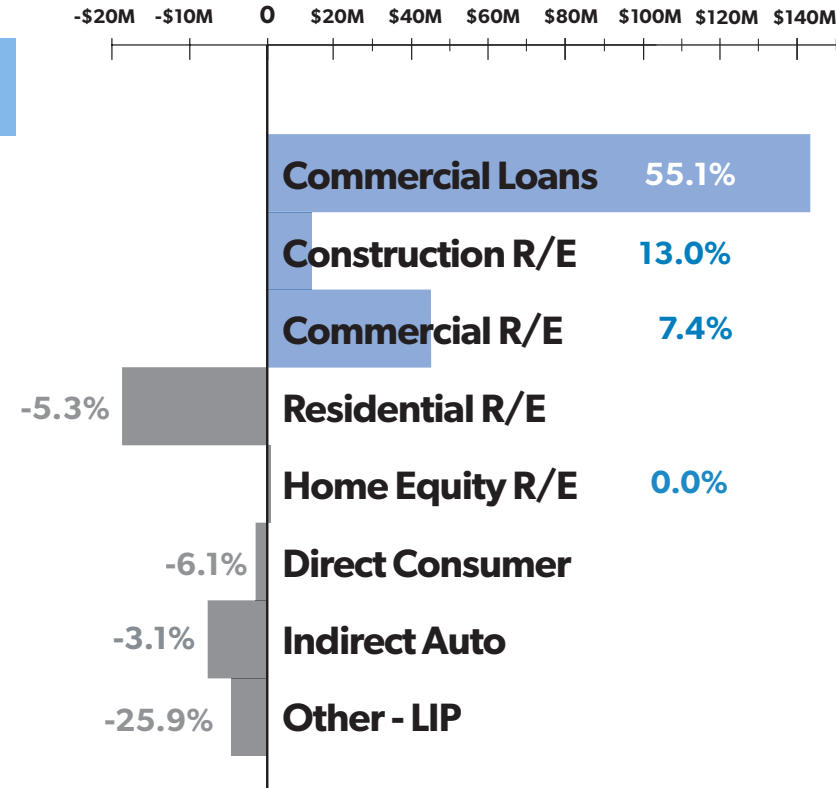 -$20M -$10M 0 $20M $40M $60M $80M $100M $120M $140M
Commercial Loans 55.1%
Construction R/E 13.0%
Commercial R/E 7.4%
-5.3% Residential R/E
Home Equity R/E 0.0%
-6.1% Direct Consumer
-3.1% Indirect Auto
-25.9% Other - LIP